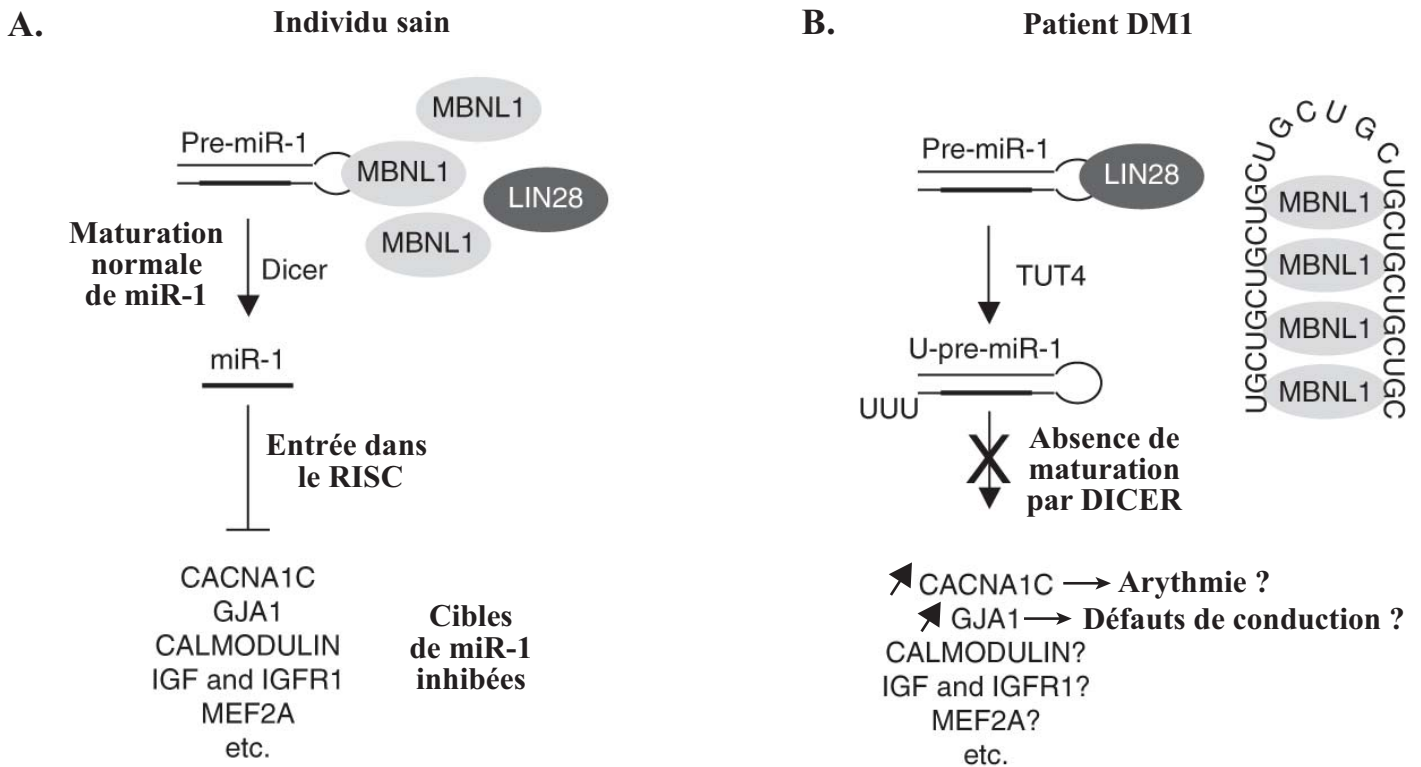 A.
Individu sain
MBNL1
Pre-miR-1
MBNL1
LIN28
MBNL1
Maturation
normale
de miR-1
Dicer
miR-1
Entrée dans
le RISC
CACNA1C
GJA1
CALMODULIN
IGF and IGFR1
MEF2A
etc.
Cibles
de miR-1
inhibées
B.
Patient DM1
Pre-miR-1
LIN28
TUT4
U-pre-miR-1
UUU
X
Absence de
maturation
par DICER
UGCUGCUGCUGCUGCUGCUGCUGCUGCUGC
MBNL1
MBNL1
MBNL1
MBNL1
CACNA1C
Arythmie ?
GJA1
Défauts de conduction ?
CALMODULIN?
IGF and IGFR1?
MEF2A?
etc.